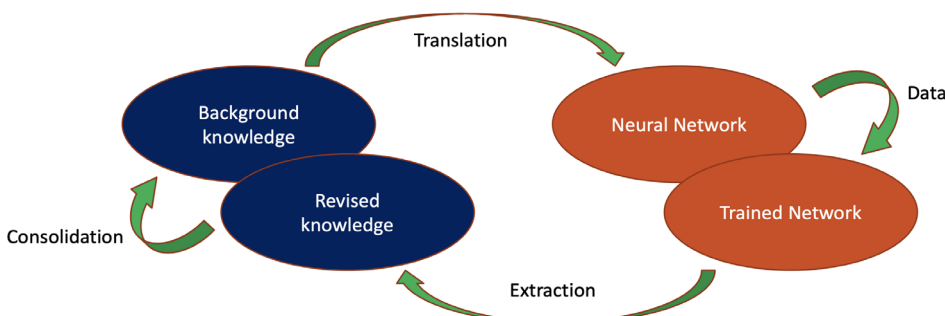 Translation
Background
knowledge
Neural Network
Data
Revised
knowledge
Trained Network
Consolidation
Extraction